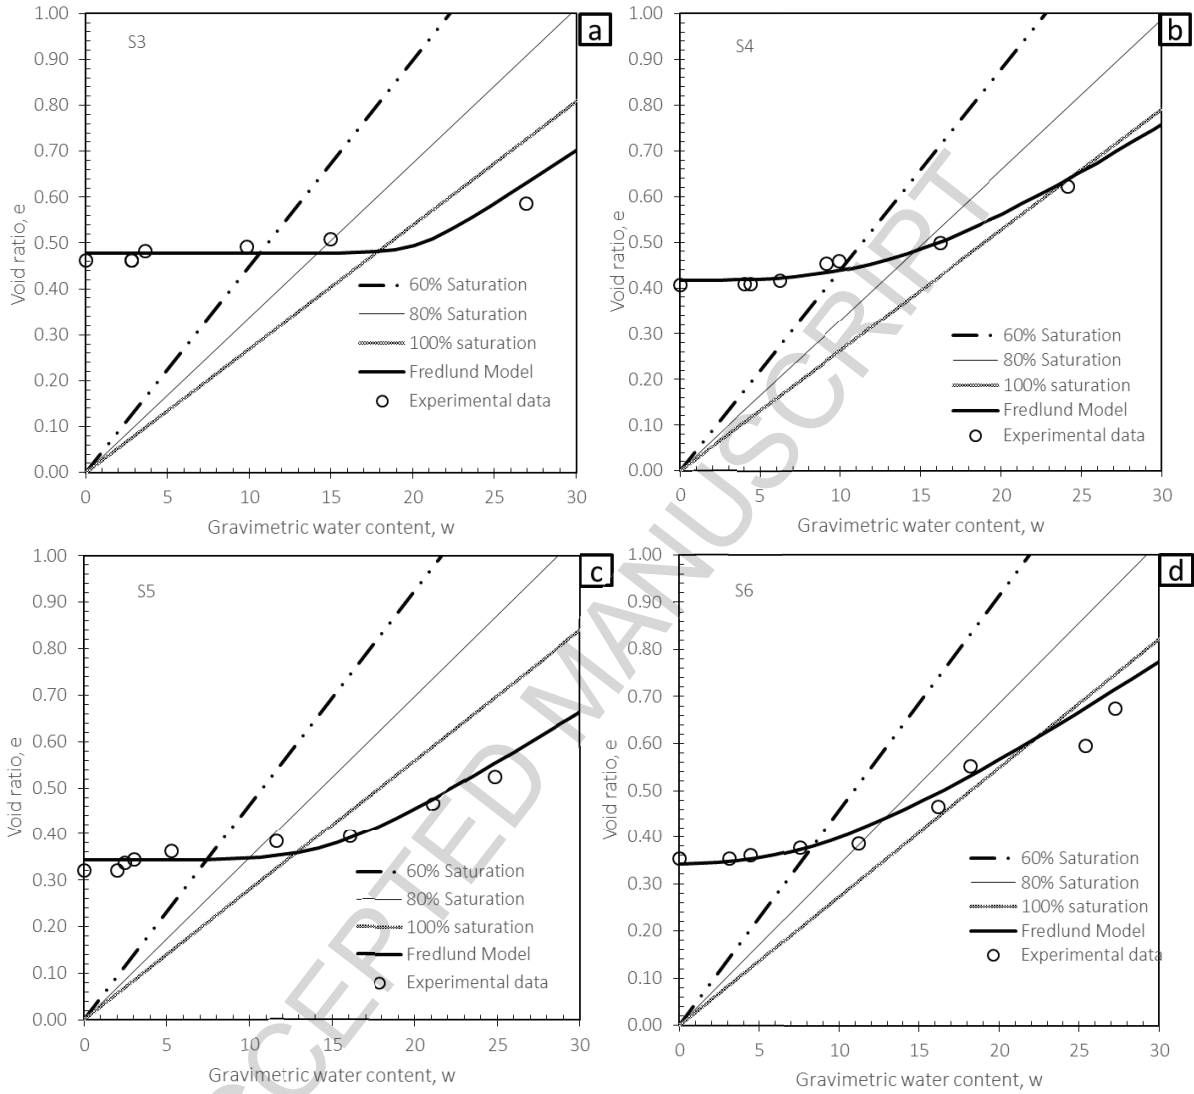 a
S3
1.00
0.90
0.80
0.70
0.60
0.50
0.40
0.30
0.20
0.10
0.00
Void ratio, e
60% Saturation
80% Saturation
100% saturation
Fredlund Model
Experimental data
0 5 10 15 20 25 30
Gravimetric water content, w
b
S4
1.00
0.90
0.80
0.70
0.60
0.50
0.40
0.30
0.20
0.10
0.00
Void ratio, e
60% Saturation
80% Saturation
100% saturation
Fredlund Model
Experimental data
0 5 10 15 20 25 30
Gravimetric water content, w
c
S5
1.00
0.90
0.80
0.70
0.60
0.50
0.40
0.30
0.20
0.10
0.00
Void ratio, e
60% Saturation
80% Saturation
100% saturation
Fredlund Model
Experimental data
0 5 10 15 20 25 30
Gravimetric water content, w
d
S6
1.00
0.90
0.80
0.70
0.60
0.50
0.40
0.30
0.20
0.10
0.00
Void ratio, e
60% Saturation
80% Saturation
100% saturation
Fredlund Model
Experimental data
0 5 10 15 20 25 30
Gravimetric water content, w
CEPTED MANUSCRIPT